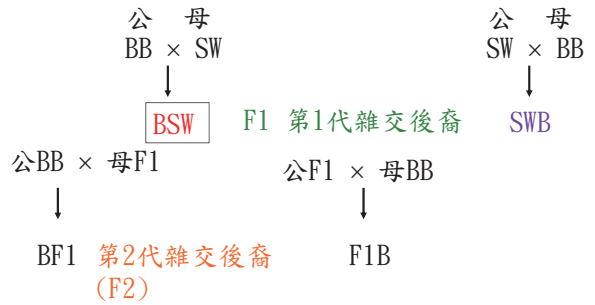 公 母
BB × SW
公 母
SW × BB
BSW
F1 第1代雜交後裔
SWB
公BB × 母F1
公F1 × 母BB
BF1
第2代雜交後裔
(F2)
F1B